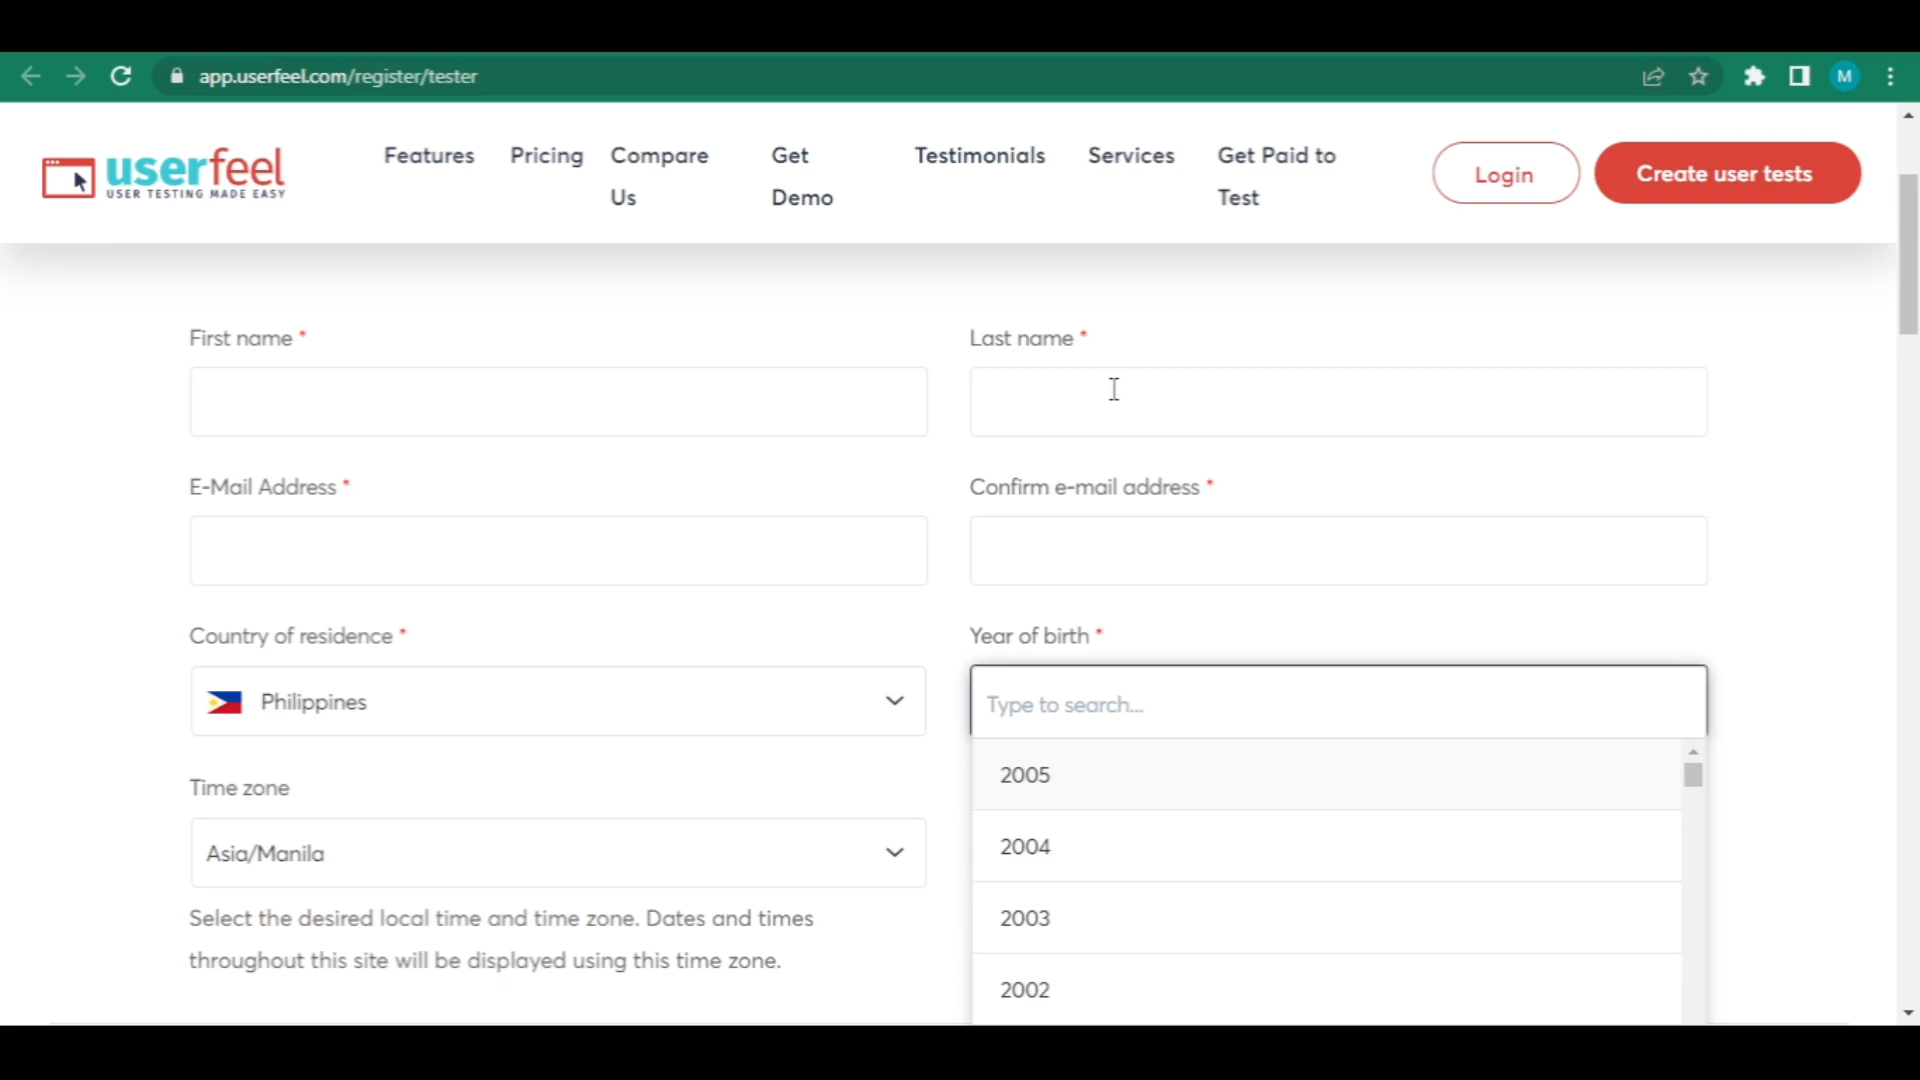 app.userfeel.com/register/tester
M
userfeel
USER TESTING MADE EASY
Features
Pricing
Compare
Us
Get
Demo
Testimonials
Services
Get Paid to
Test
Login
Create user tests
First name *
Last name *
E-Mail Address *
Confirm e-mail address *
Country of residence *
Year of birth *
Philippines
Type to search...
2005
Time zone
2004
Asia/Manila
2003
Select the desired local time and time zone. Dates and times
throughout this site will be displayed using this time zone.
2002